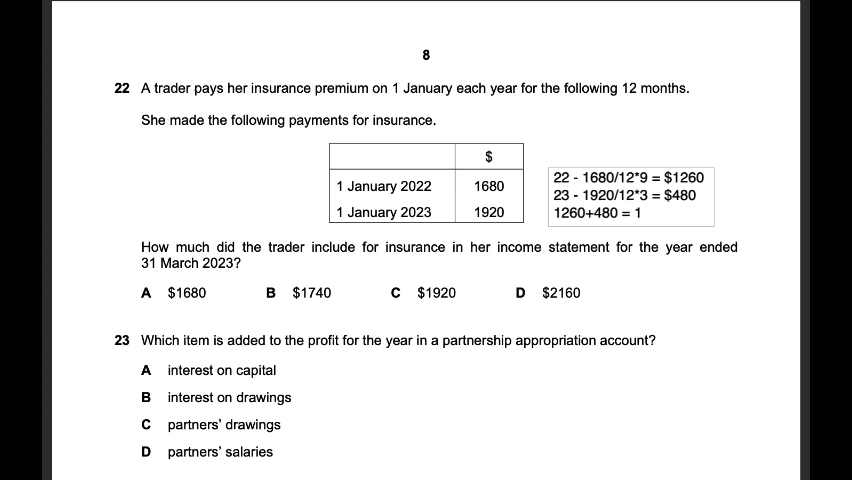 8
22 A trader pays her insurance premium on 1 January each year for the following 12 months.
She made the following payments for insurance.
$
1 January 2022 1680
1 January 2023 1920
22 - 1680/12*9 = $1260
23 - 1920/12*3 = $480
1260+480 = 1
How much did the trader include for insurance in her income statement for the year ended
31 March 2023?
A $1680 B $1740 C $1920 D $2160
23 Which item is added to the profit for the year in a partnership appropriation account?
A interest on capital
B interest on drawings
C partners’ drawings
D partners’ salaries